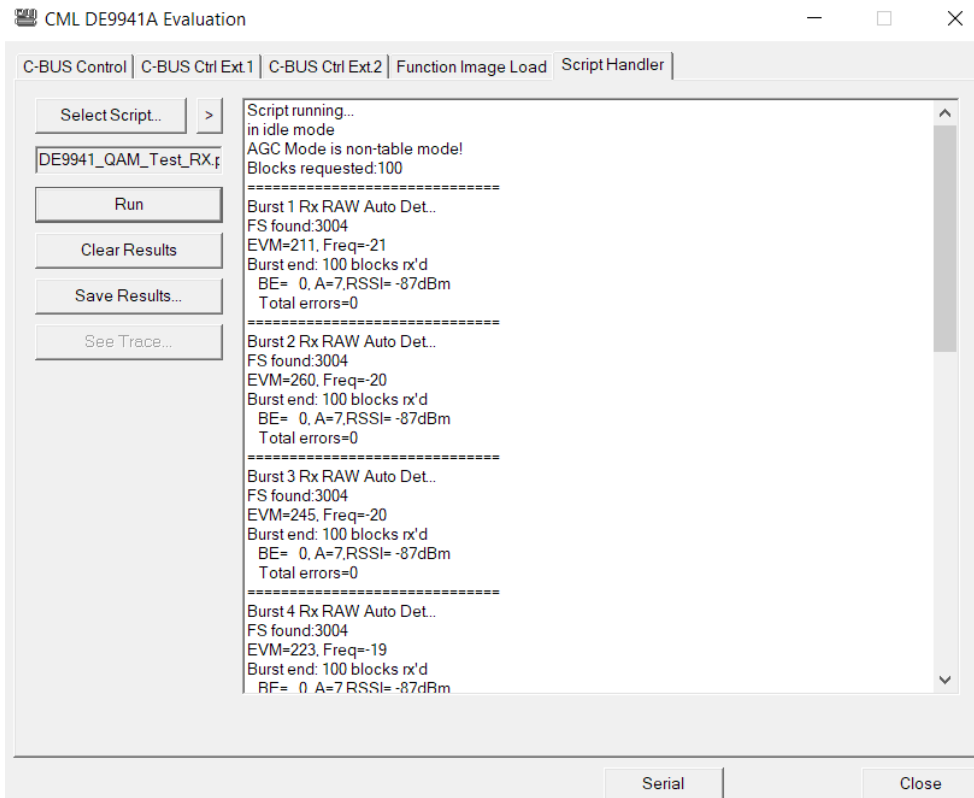 CML DE9941A Evaluation
C-BUS Control C-BUS Ctrl Ext.1 C-BUS Ctrl Ext.2 Function Image Load Script Handler
Select Script... >
DE9941_QAM_Test_RX.p
Run
Clear Results
Save Results...
See Trace...
Script running...
in idle mode
AGC Mode is non-table mode!
Blocks requested:100
==============================
Burst 1 Rx RAW Auto Det...
FS found:3004
EVM=211, Freq=-21
Burst end: 100 blocks rx'd
BE= 0, A=7,RSSI= -87dBm
Total errors=0
==============================
Burst 2 Rx RAW Auto Det...
FS found:3004
EVM=260, Freq=-20
Burst end: 100 blocks rx'd
BE= 0, A=7,RSSI= -87dBm
Total errors=0
==============================
Burst 3 Rx RAW Auto Det...
FS found:3004
EVM=245, Freq=-20
Burst end: 100 blocks rx'd
BE= 0, A=7,RSSI= -87dBm
Total errors=0
==============================
Burst 4 Rx RAW Auto Det...
FS found:3004
EVM=223, Freq=-19
Burst end: 100 blocks rx'd
BE= 0, A=7,RSSI= -87dBm
Serial
Close